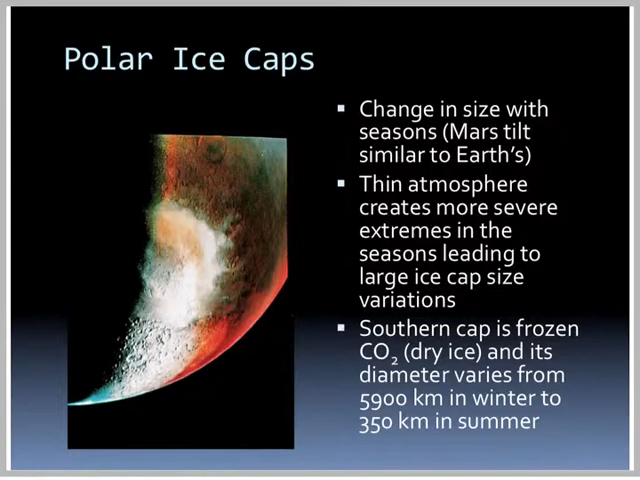 Polar Ice Caps
▪ Change in size with
seasons (Mars tilt
similar to Earth's)
▪ Thin atmosphere
creates more severe
extremes in the
seasons leading to
large ice cap size
variations
▪ Southern cap is frozen
CO₂ (dry ice) and its
diameter varies from
5900 km in winter to
350 km in summer